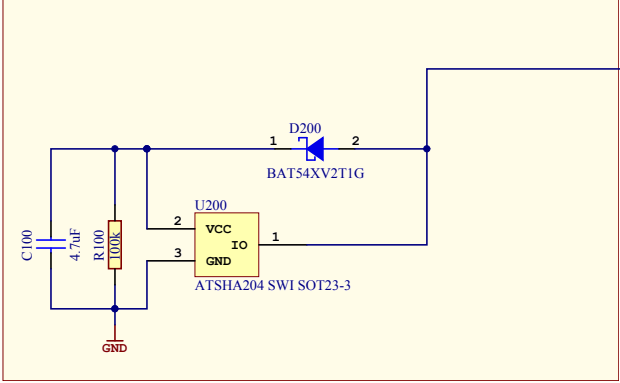 D200
1
2
BAT54XV2T1G
U200
2
VCC
IO
1
3
GND
ATSHA204 SWI SOT23-3
C100
4.7uF
R100
100k
GND